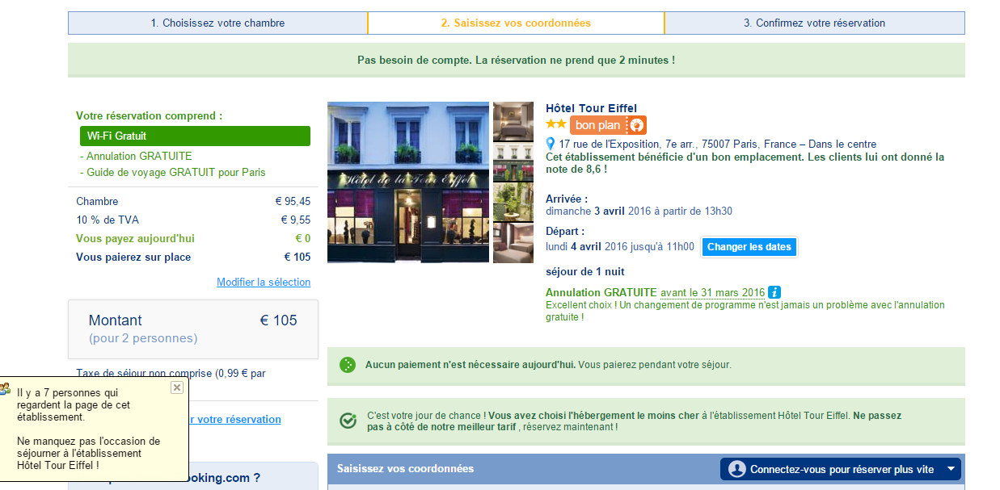 1. Choisissez votre chambre
2. Saisissez vos coordonnées
3. Confirmez votre réservation
Pas besoin de compte. La réservation ne prend que 2 minutes !
Votre réservation comprend :
Wi-Fi Gratuit
- Annulation GRATUITE
- Guide de voyage GRATUIT pour Paris
Chambre € 95,45
10 % de TVA € 9,55
Vous payez aujourd'hui € 0
Vous paierez sur place € 105
Modifier la sélection
Montant € 105
(pour 2 personnes)
Taxe de séjour non comprise (0,99 € par
r votre réservation
ooking.com ?
Il y a 7 personnes qui
regardent la page de cet
établissement.
Ne manquez pas l'occasion de
séjourner à l'établissement
Hôtel Tour Eiffel !
Hôtel de la Tour Eiffel
Hôtel Tour Eiffel
bon plan
17 rue de l'Exposition, 7e arr., 75007 Paris, France – Dans le centre
Cet établissement bénéficie d'un bon emplacement. Les clients lui ont donné la
note de 8,6 !
Arrivée :
dimanche 3 avril 2016 à partir de 13h30
Départ :
lundi 4 avril 2016 jusqu'à 11h00 Changer les dates
séjour de 1 nuit
Annulation GRATUITE avant le 31 mars 2016 i
Excellent choix ! Un changement de programme n'est jamais un problème avec l'annulation
gratuite !
Aucun paiement n'est nécessaire aujourd'hui. Vous paierez pendant votre séjour.
C'est votre jour de chance ! Vous avez choisi l'hébergement le moins cher à l'établissement Hôtel Tour Eiffel. Ne passez
pas à côté de notre meilleur tarif , réservez maintenant !
Saisissez vos coordonnées
Connectez-vous pour réserver plus vite